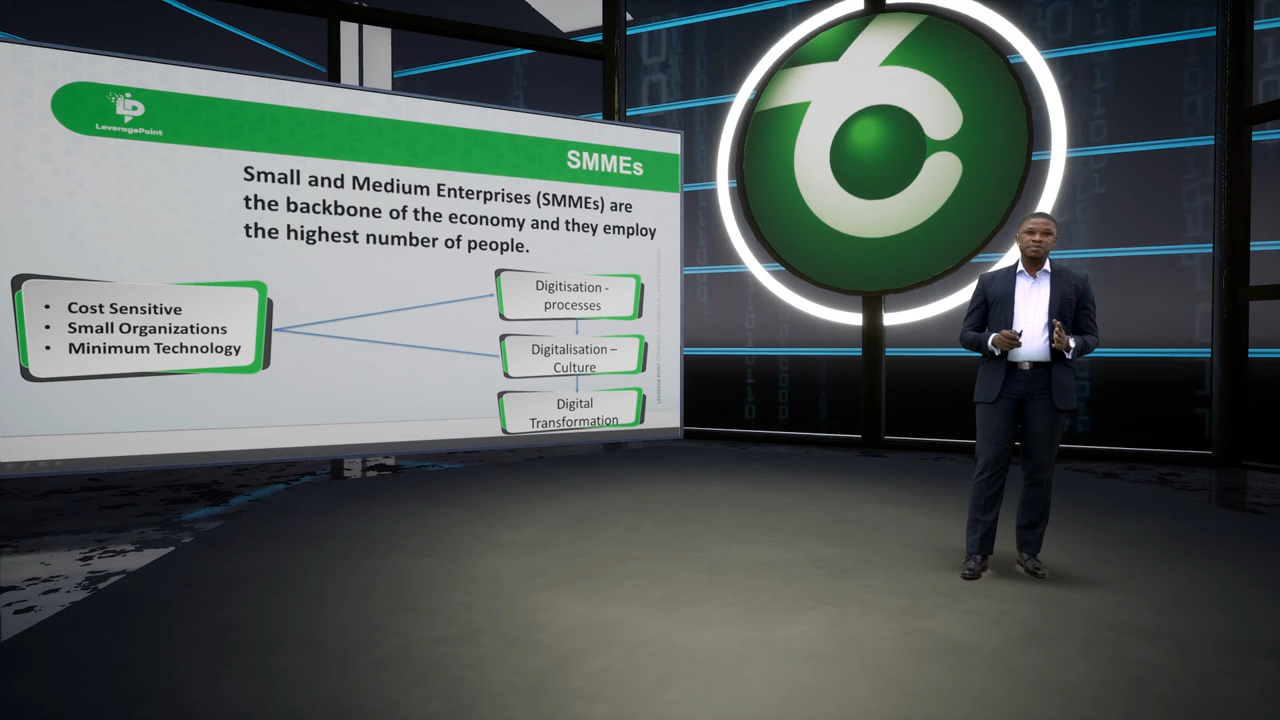 LeveragePoint
SMMEs
Small and Medium Enterprises (SMMEs) are
the backbone of the economy and they employ
the highest number of people.
• Cost Sensitive
• Small Organizations
• Minimum Technology
Digitisation -
processes
Digitalisation –
Culture
Digital
Transformation